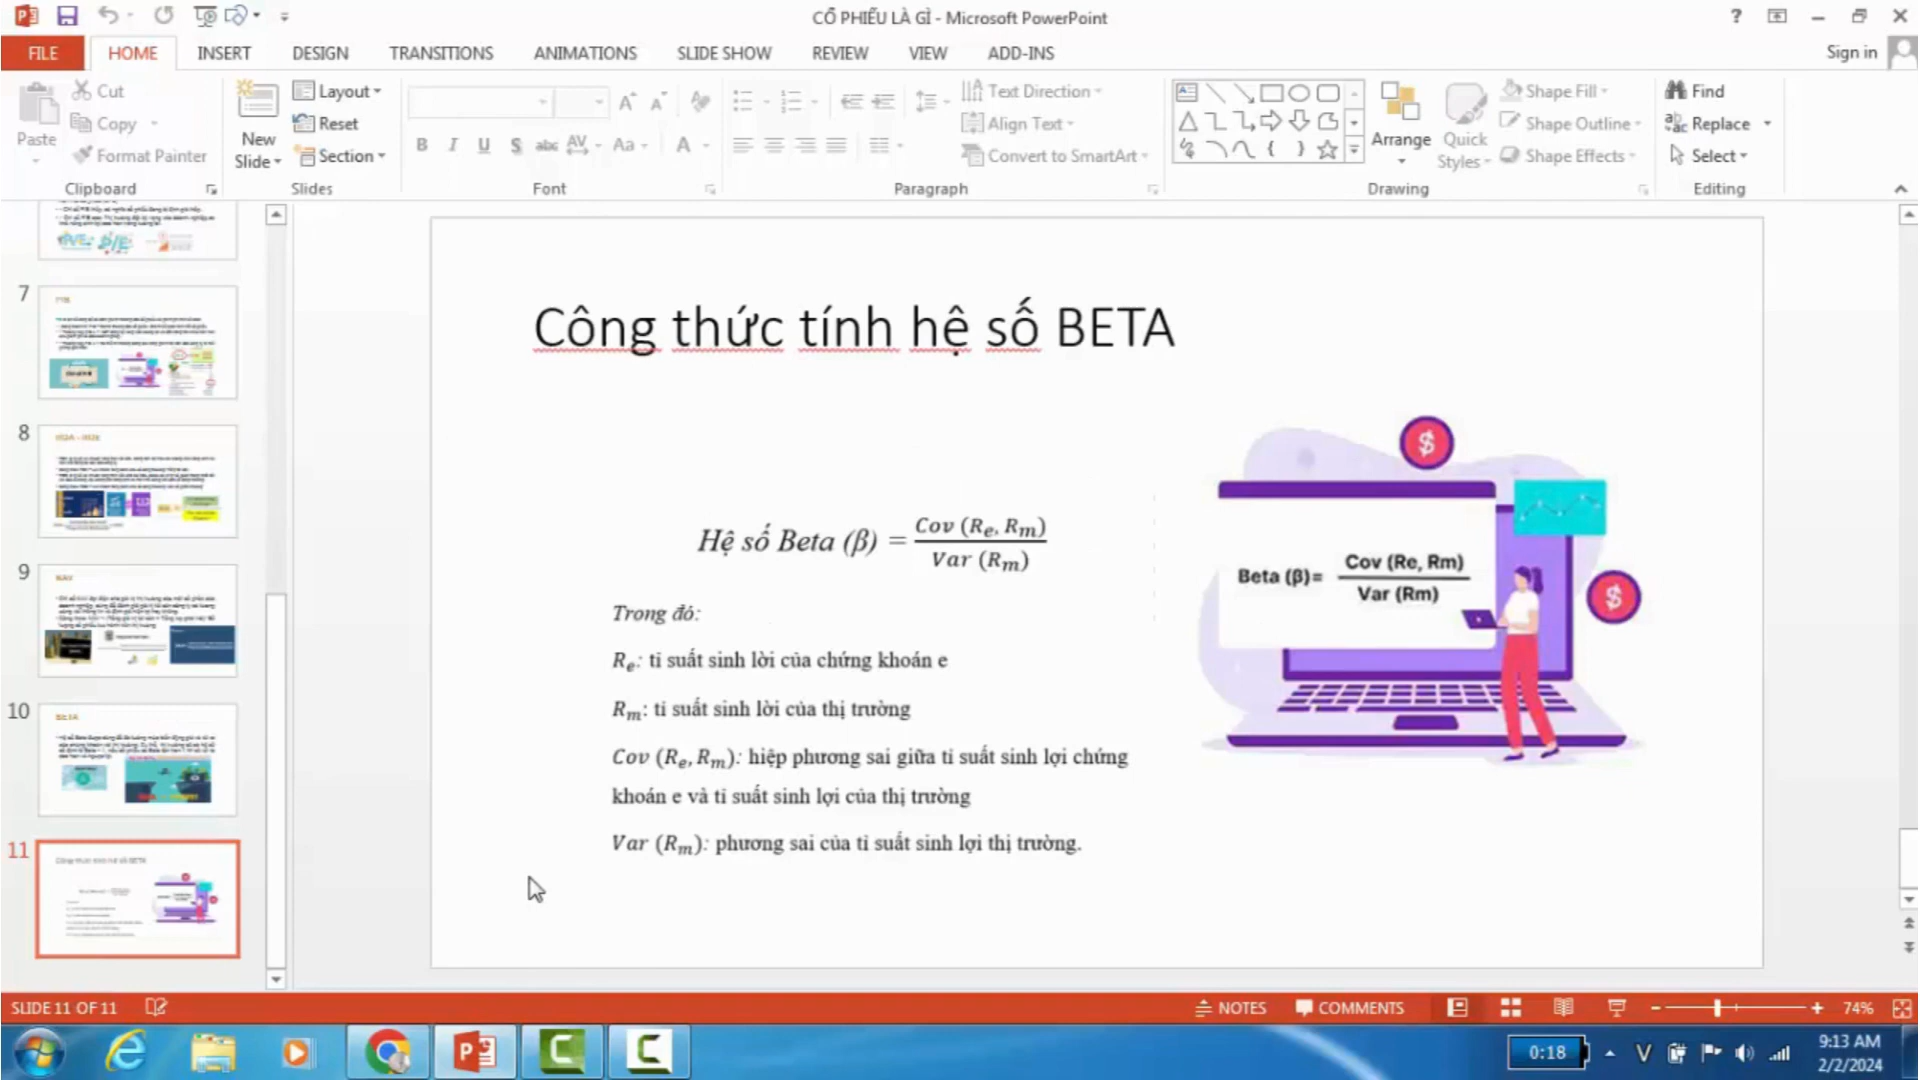 CỔ PHIẾU LÀ GÌ - Microsoft PowerPoint
FILE HOME INSERT DESIGN TRANSITIONS ANIMATIONS SLIDE SHOW REVIEW VIEW ADD-INS Sign in
Paste
Cut
Copy
Format Painter
Clipboard
New Slide
Layout
Reset
Section
Slides
Font
Text Direction
Align Text
Convert to SmartArt
Paragraph
Arrange
Quick Styles
Shape Fill
Shape Outline
Shape Effects
Drawing
Find
Replace
Select
Editing
7
8
9
10
11
Công thức tính hệ số BETA
Hệ số Beta (β) = Cov (Re, Rm) / Var (Rm)
Trong đó:
Re: tỉ suất sinh lời của chứng khoán e
Rm: tỉ suất sinh lời của thị trường
Cov (Re, Rm): hiệp phương sai giữa tỉ suất sinh lợi chứng
khoán e và tỉ suất sinh lợi của thị trường
Var (Rm): phương sai của tỉ suất sinh lợi thị trường.
Beta (β)= Cov (Re, Rm) / Var (Rm)
SLIDE 11 OF 11 NOTES COMMENTS 74%
0:18
9:13 AM
2/2/2024